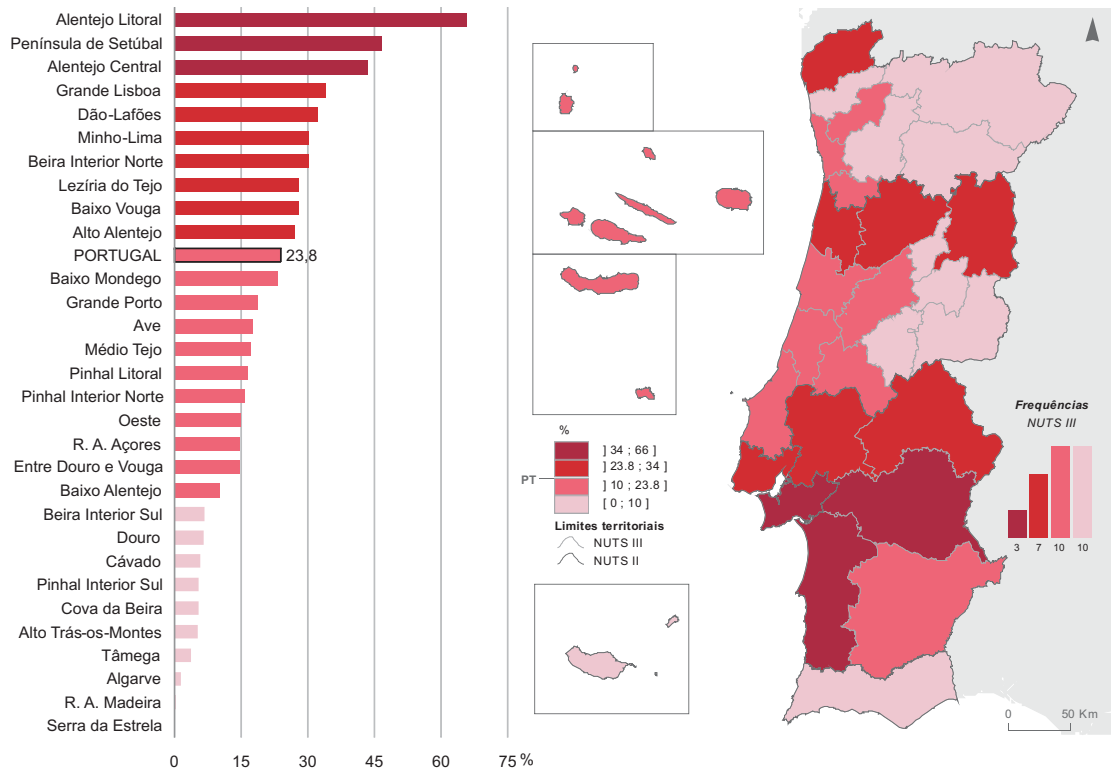 Alentejo Litoral
Península de Setúbal
Alentejo Central
Grande Lisboa
Dão-Lafões
Minho-Lima
Beira Interior Norte
Lezíria do Tejo
Baixo Vouga
Alto Alentejo
PORTUGAL 23,8
Baixo Mondego
Grande Porto
Ave
Médio Tejo
Pinhal Litoral
Pinhal Interior Norte
Oeste
R. A. Açores
Entre Douro e Vouga
Baixo Alentejo
Beira Interior Sul
Douro
Cávado
Pinhal Interior Sul
Cova da Beira
Alto Trás-os-Montes
Tâmega
Algarve
R. A. Madeira
Serra da Estrela
0 15 30 45 60 75 %
%
] 34 ; 66 ]
] 23.8 ; 34 ]
PT
] 10 ; 23.8 ]
[ 0 ; 10 ]
Limites territoriais
NUTS III
NUTS II
Frequências
NUTS III
3 7 10 10
0 50 Km